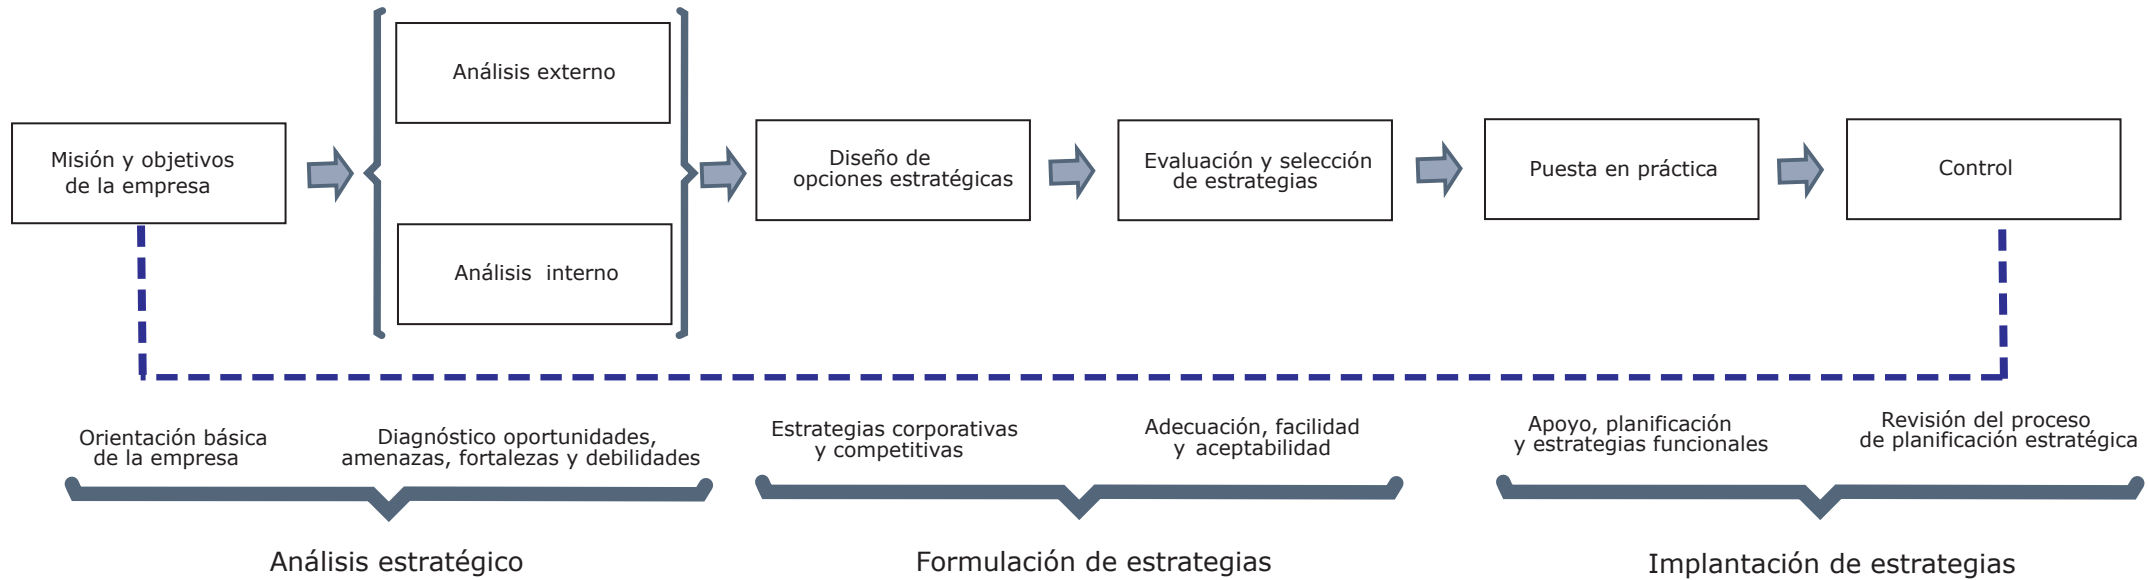 Análisis externo
Misión y objetivos
de la empresa
Análisis interno
Diseño de
opciones estratégicas
Evaluación y selección
de estrategias
Puesta en práctica
Control
Orientación básica
de la empresa
Diagnóstico oportunidades,
amenazas, fortalezas y debilidades
Estrategias corporativas
y competitivas
Adecuación, facilidad
y aceptabilidad
Apoyo, planificación
y estrategias funcionales
Revisión del proceso
de planificación estratégica
Análisis estratégico
Formulación de estrategias
Implantación de estrategias